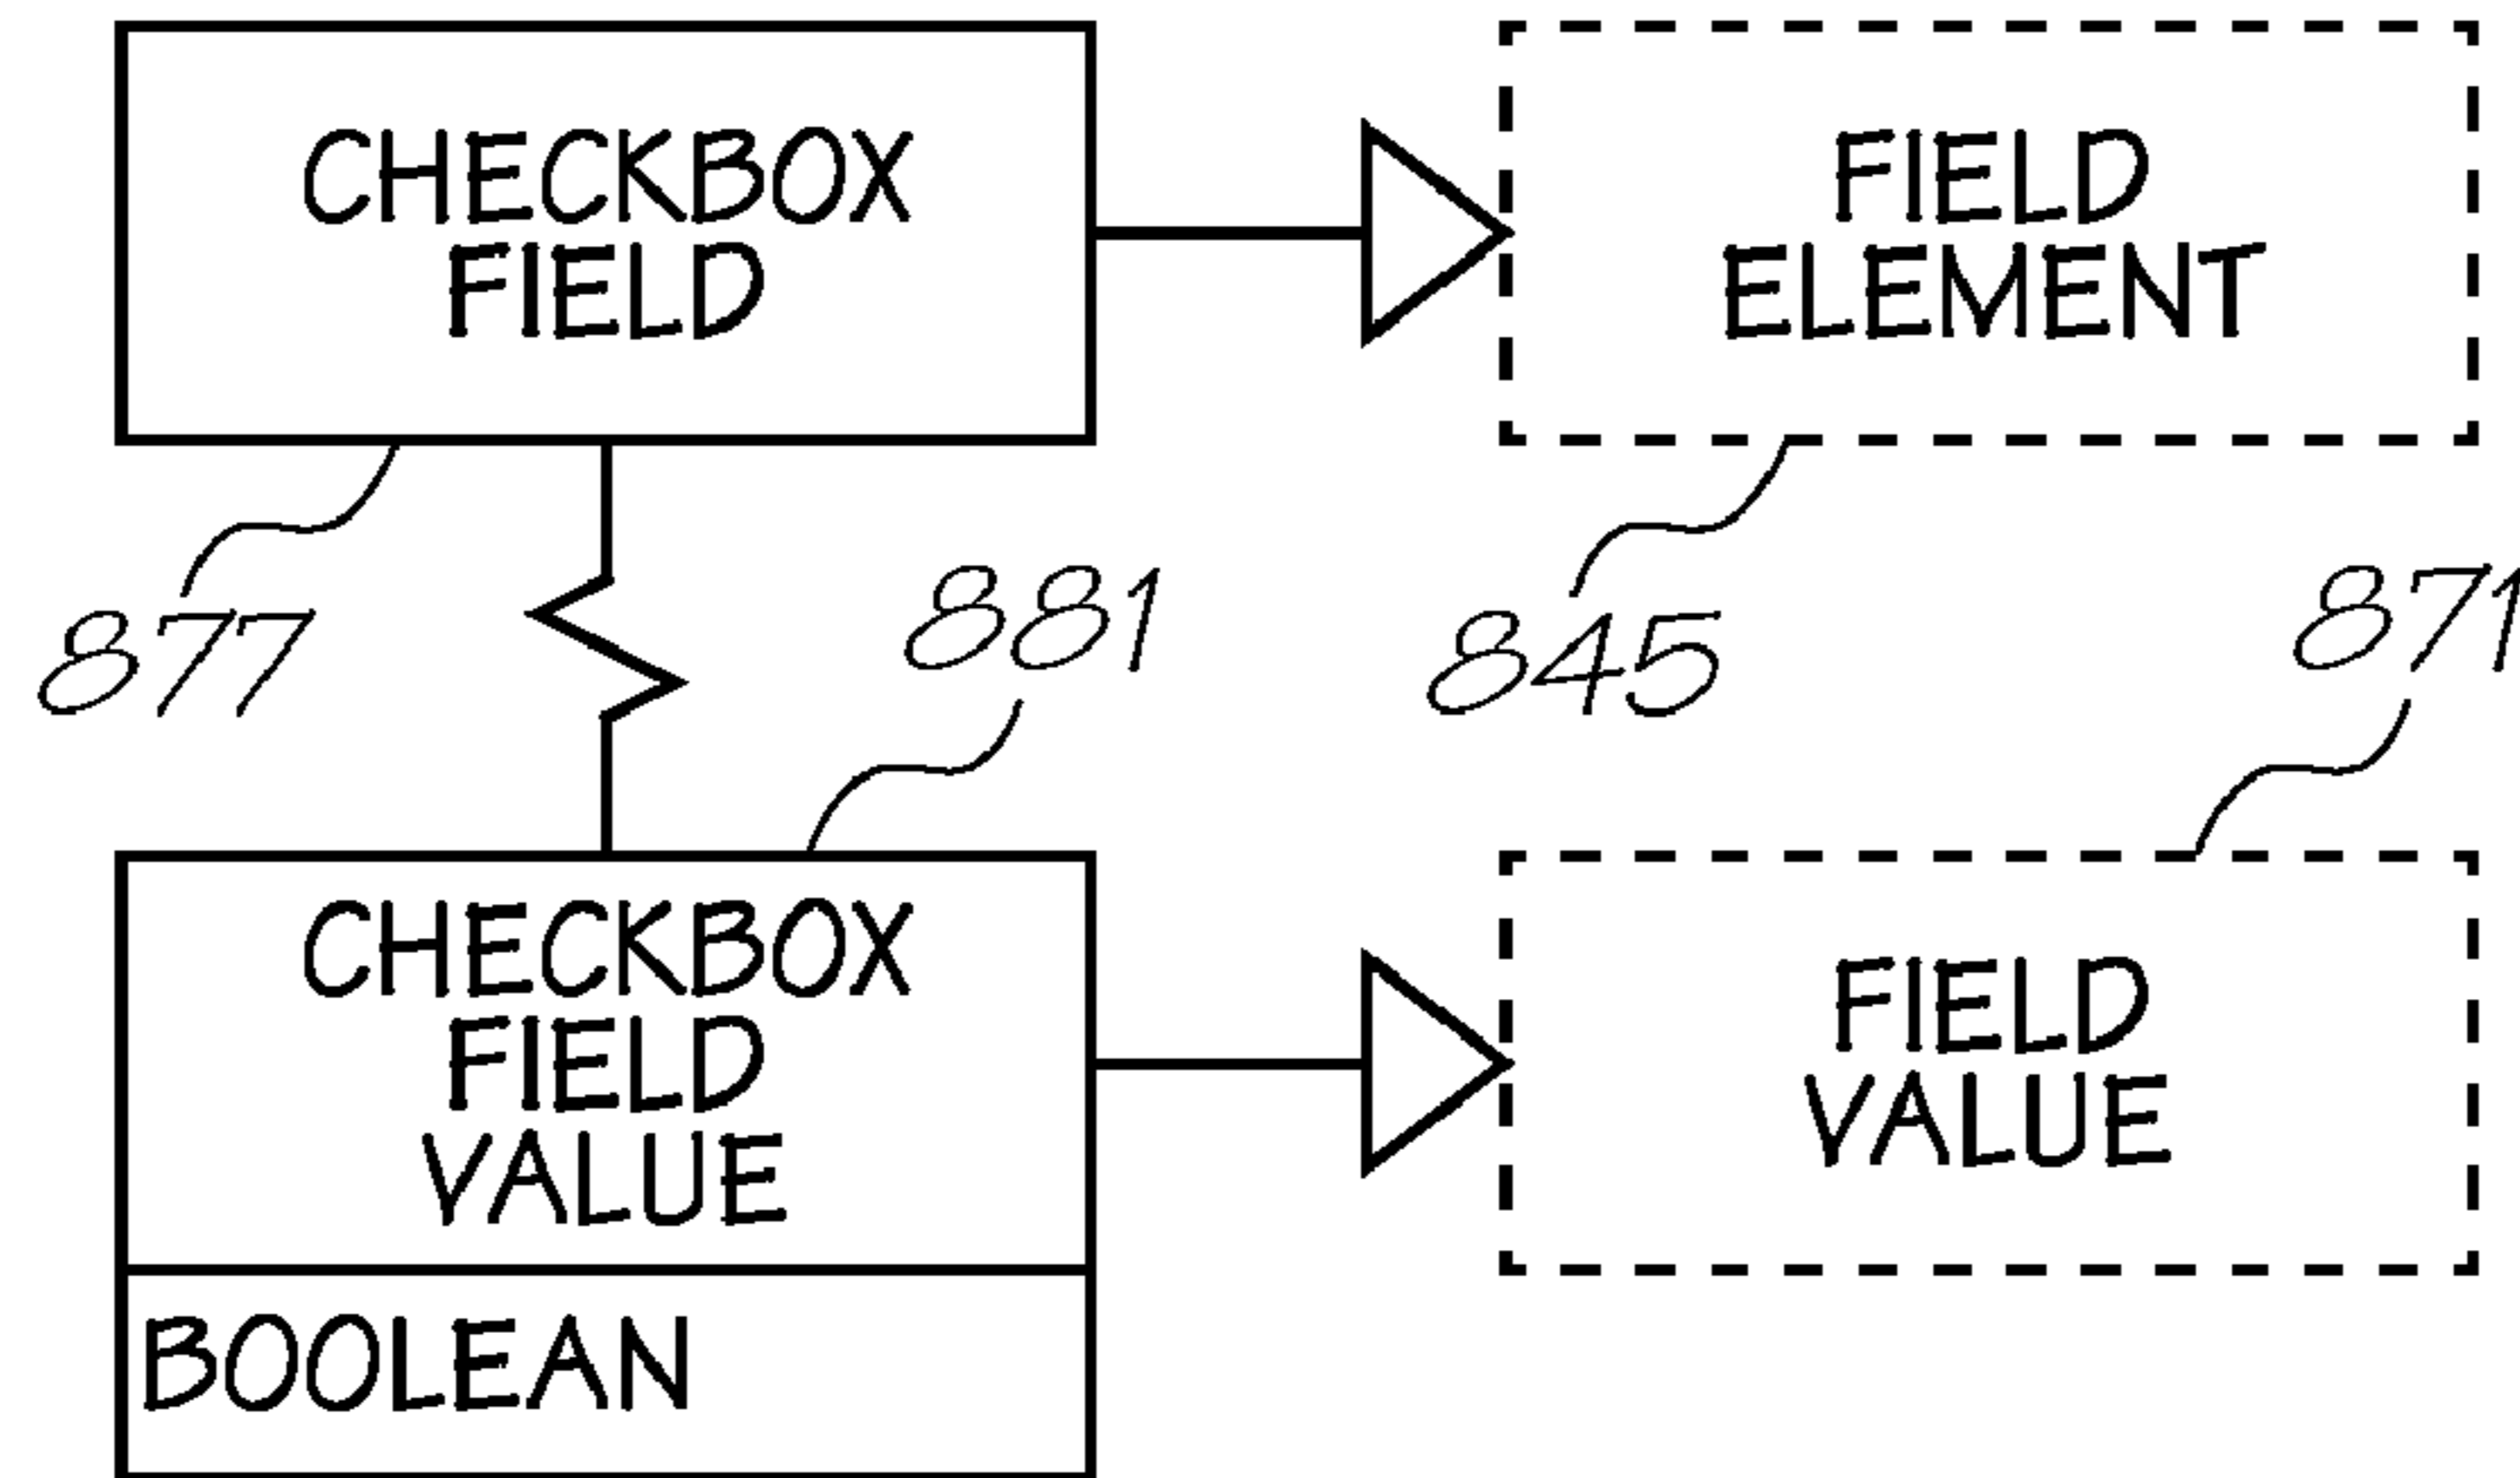 CHECKBOX
FIELD
FIELD
ELEMENT
877
881
845
871
CHECKBOX
FIELD
VALUE
FIELD
VALUE
BOOLEAN